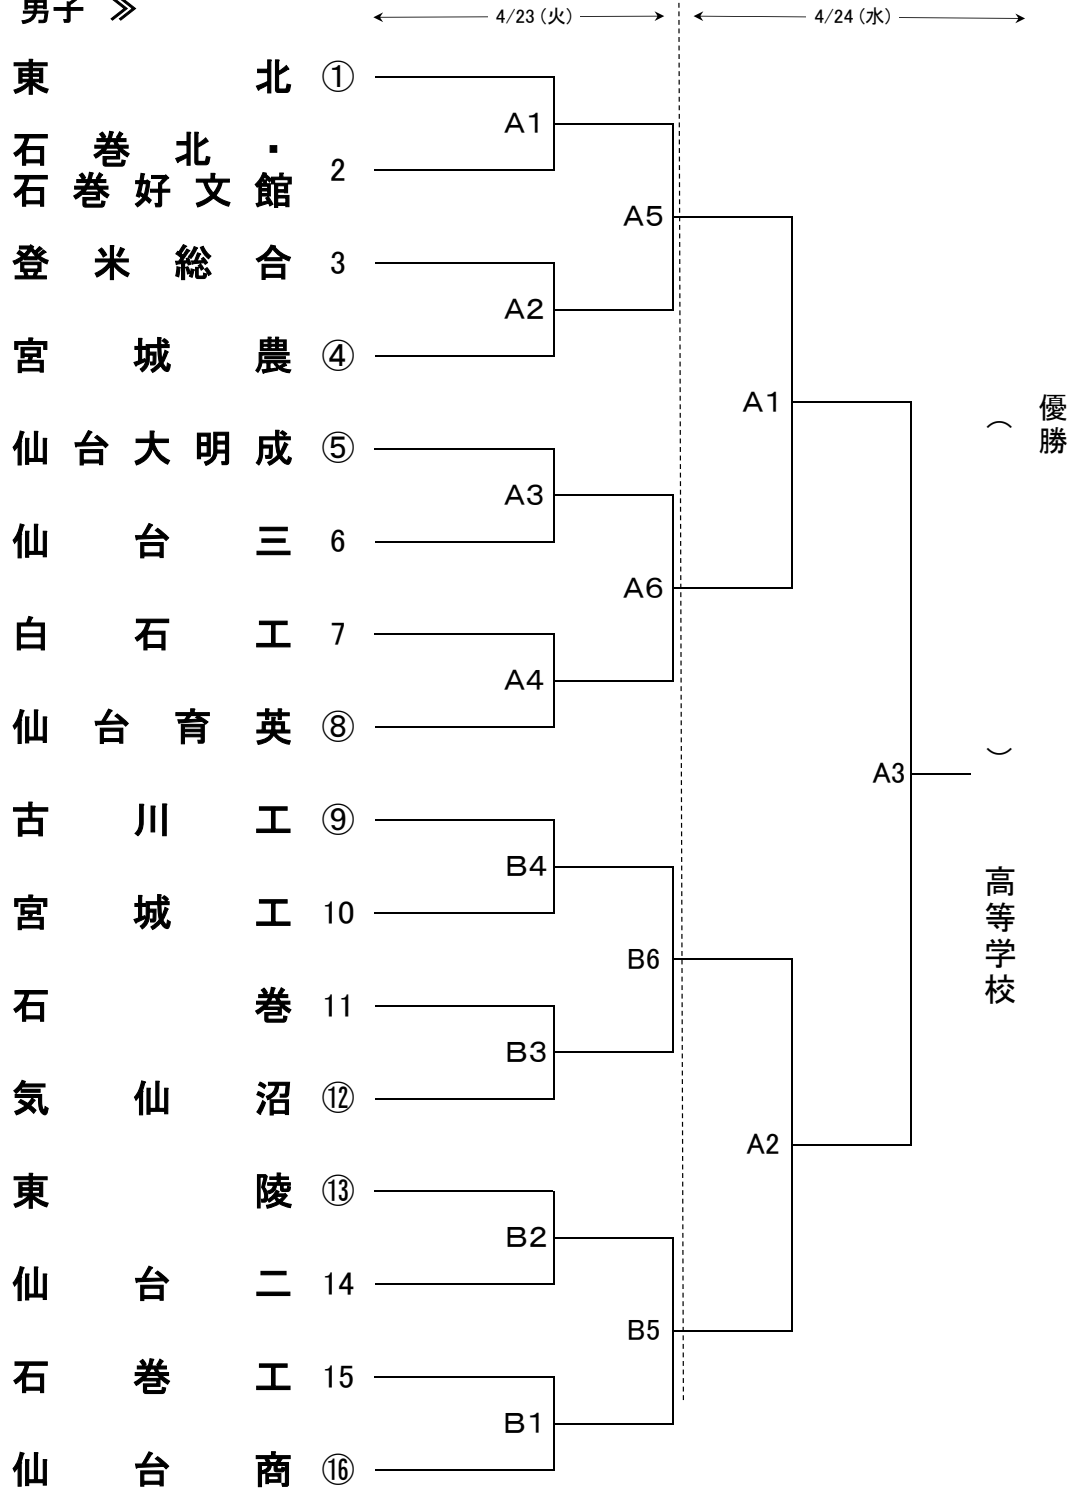 男子 ≫
4/23（火） 4/24（水）
東北 ①
石巻北・
石巻好文館 2
登米総合 3
宮城農 ④
仙台大明成 ⑤
仙台三 6
白石工 7
仙台育英 ⑧
古川工 ⑨
宮城工 10
石巻 11
気仙沼 ⑫
東陵 ⑬
仙台二 14
石巻工 15
仙台商 ⑯
A1
A2
A3
A4
B4
B3
B2
B1
A5
A6
B6
B5
A1
A2
A3
優勝
（　　）高等学校